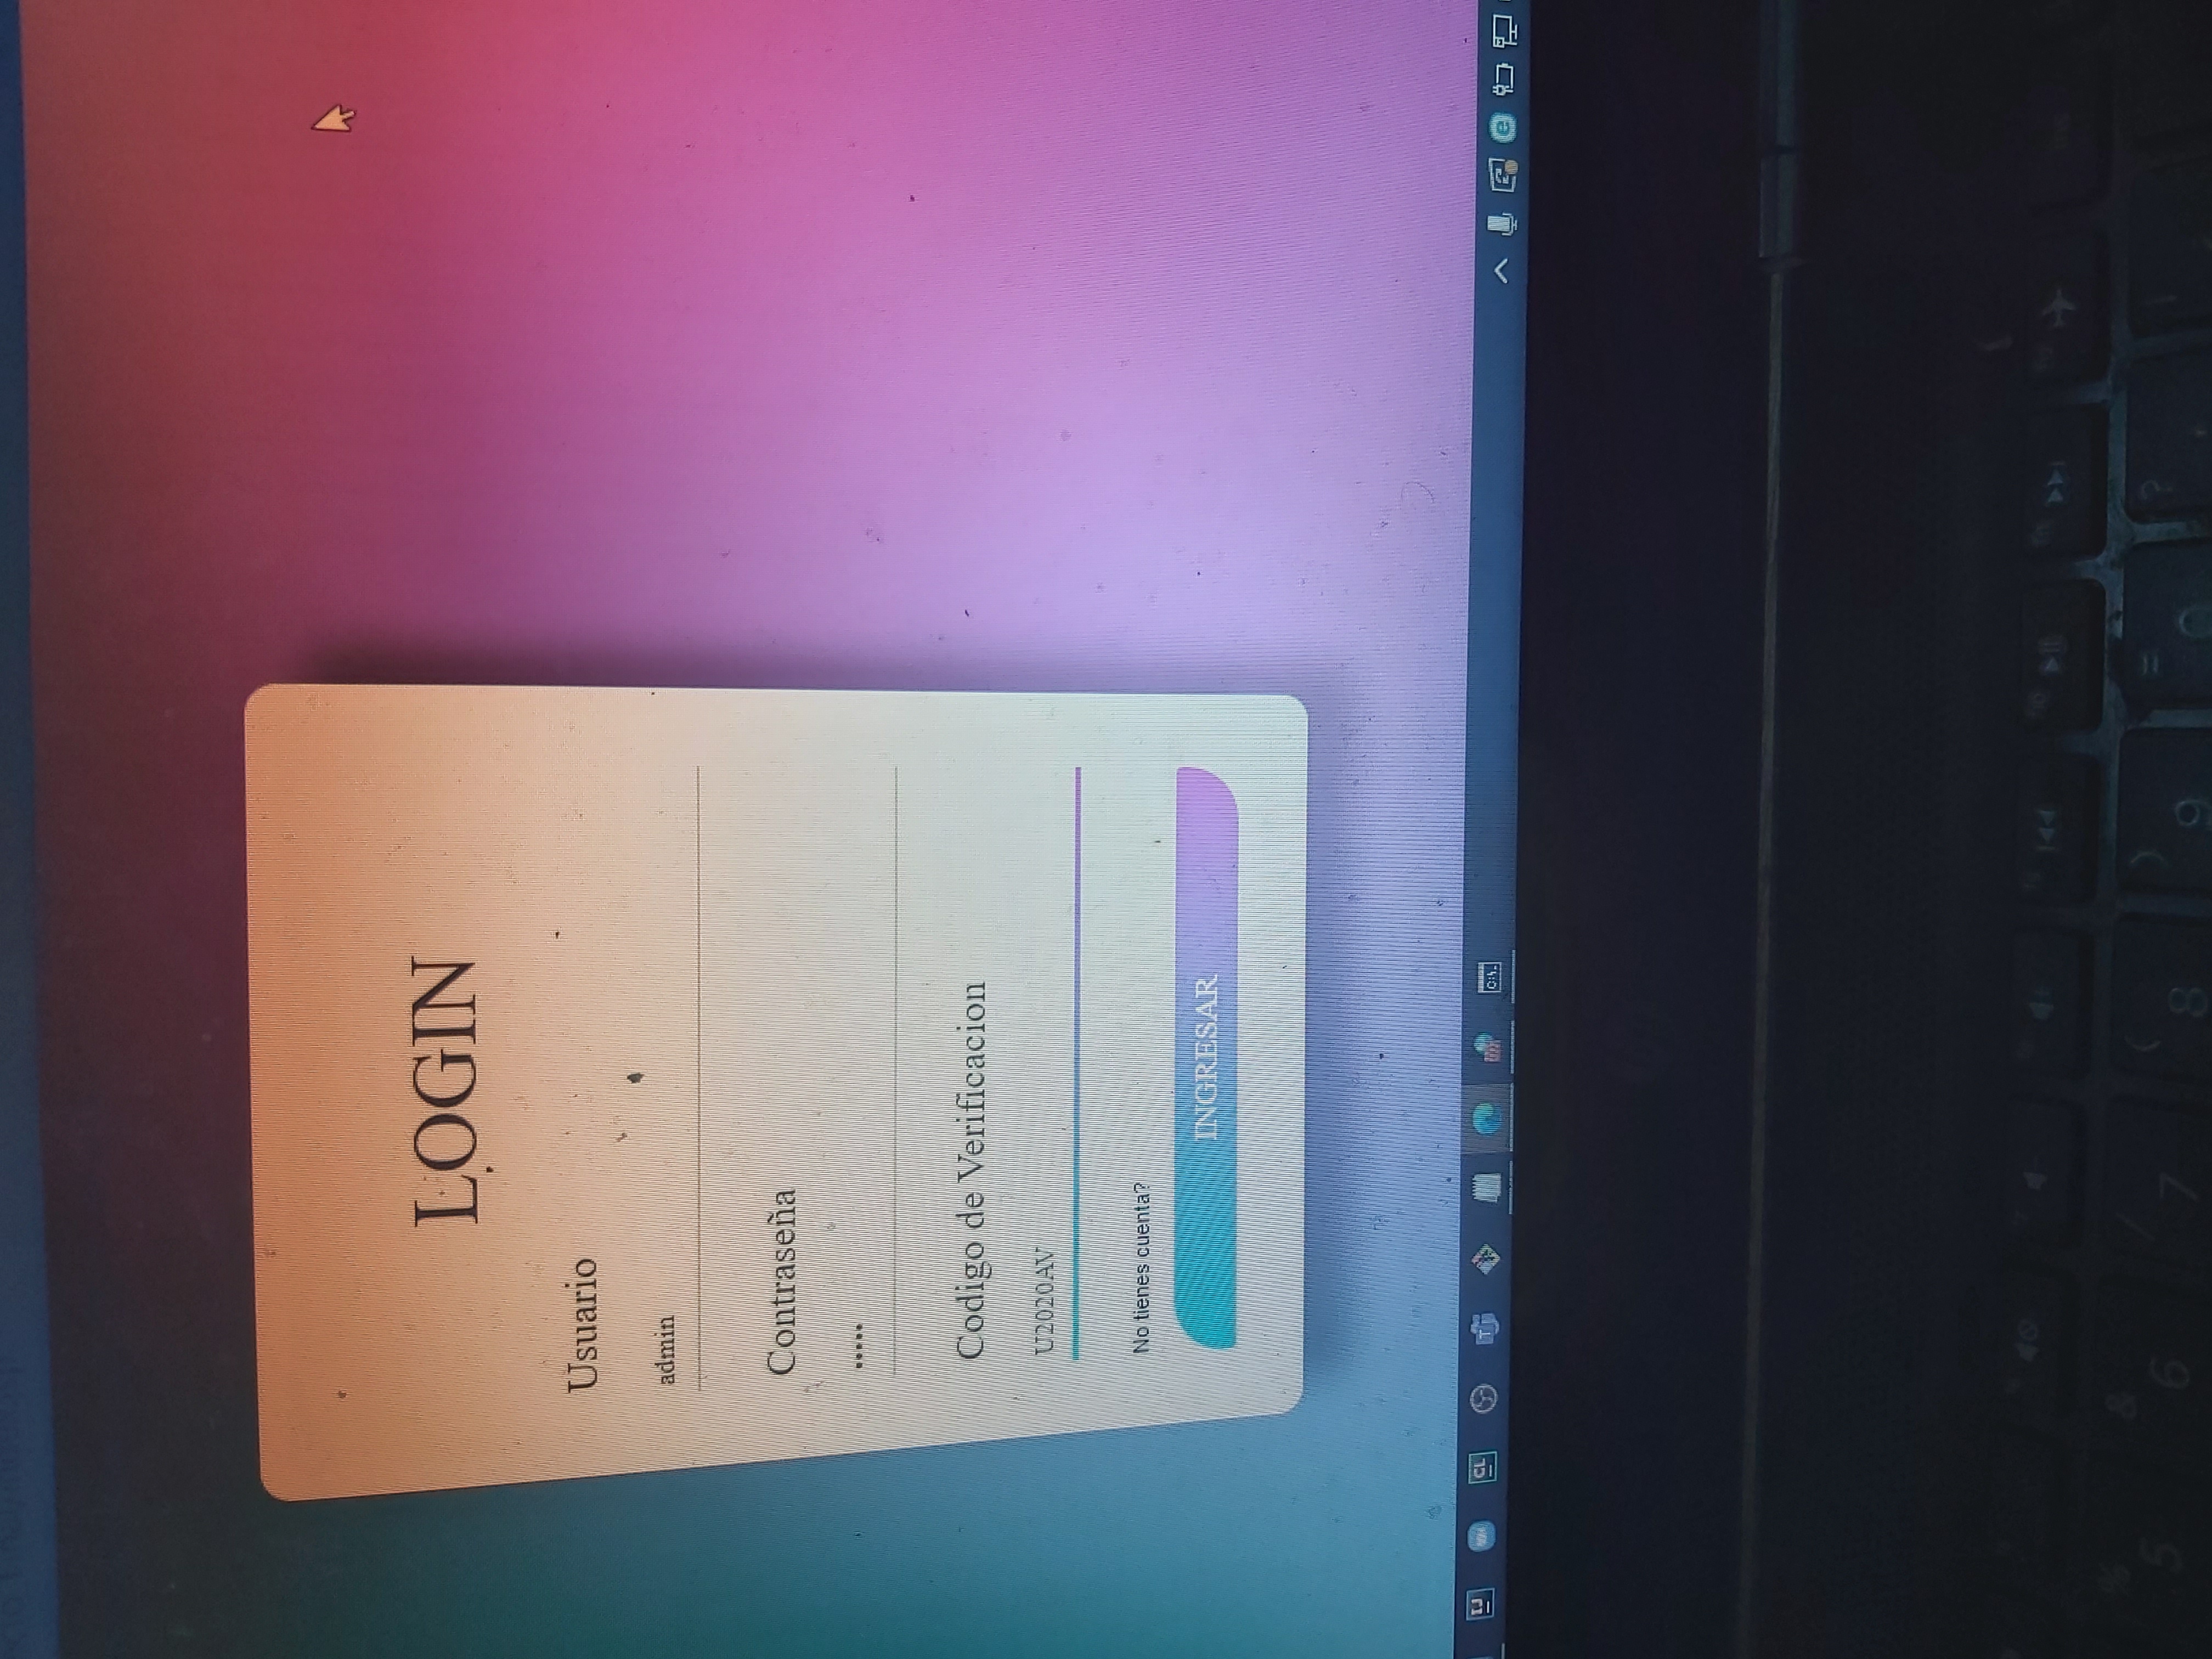 LOGIN
Usuario
admin
Contraseña
•••••
Codigo de Verificacion
U2020AV
No tienes cuenta?
INGRESAR
IJ
CL
C:\.
% 5
& 6
/ 7
( 8
) 9
= 0
?